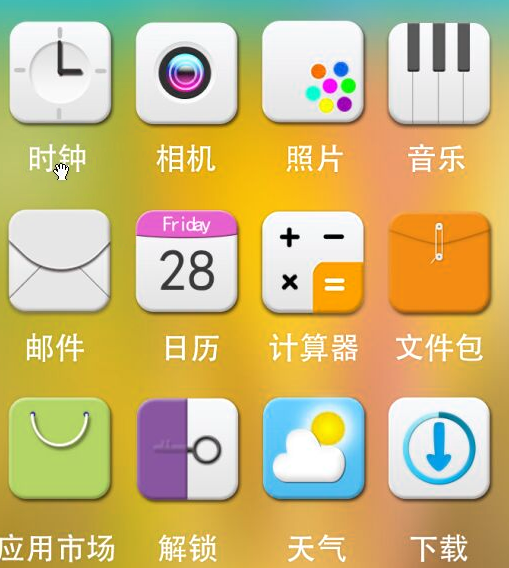 时钟 相机 照片 音乐
Friday
28
邮件 日历 计算器 文件包
应用市场 解锁 天气 下载